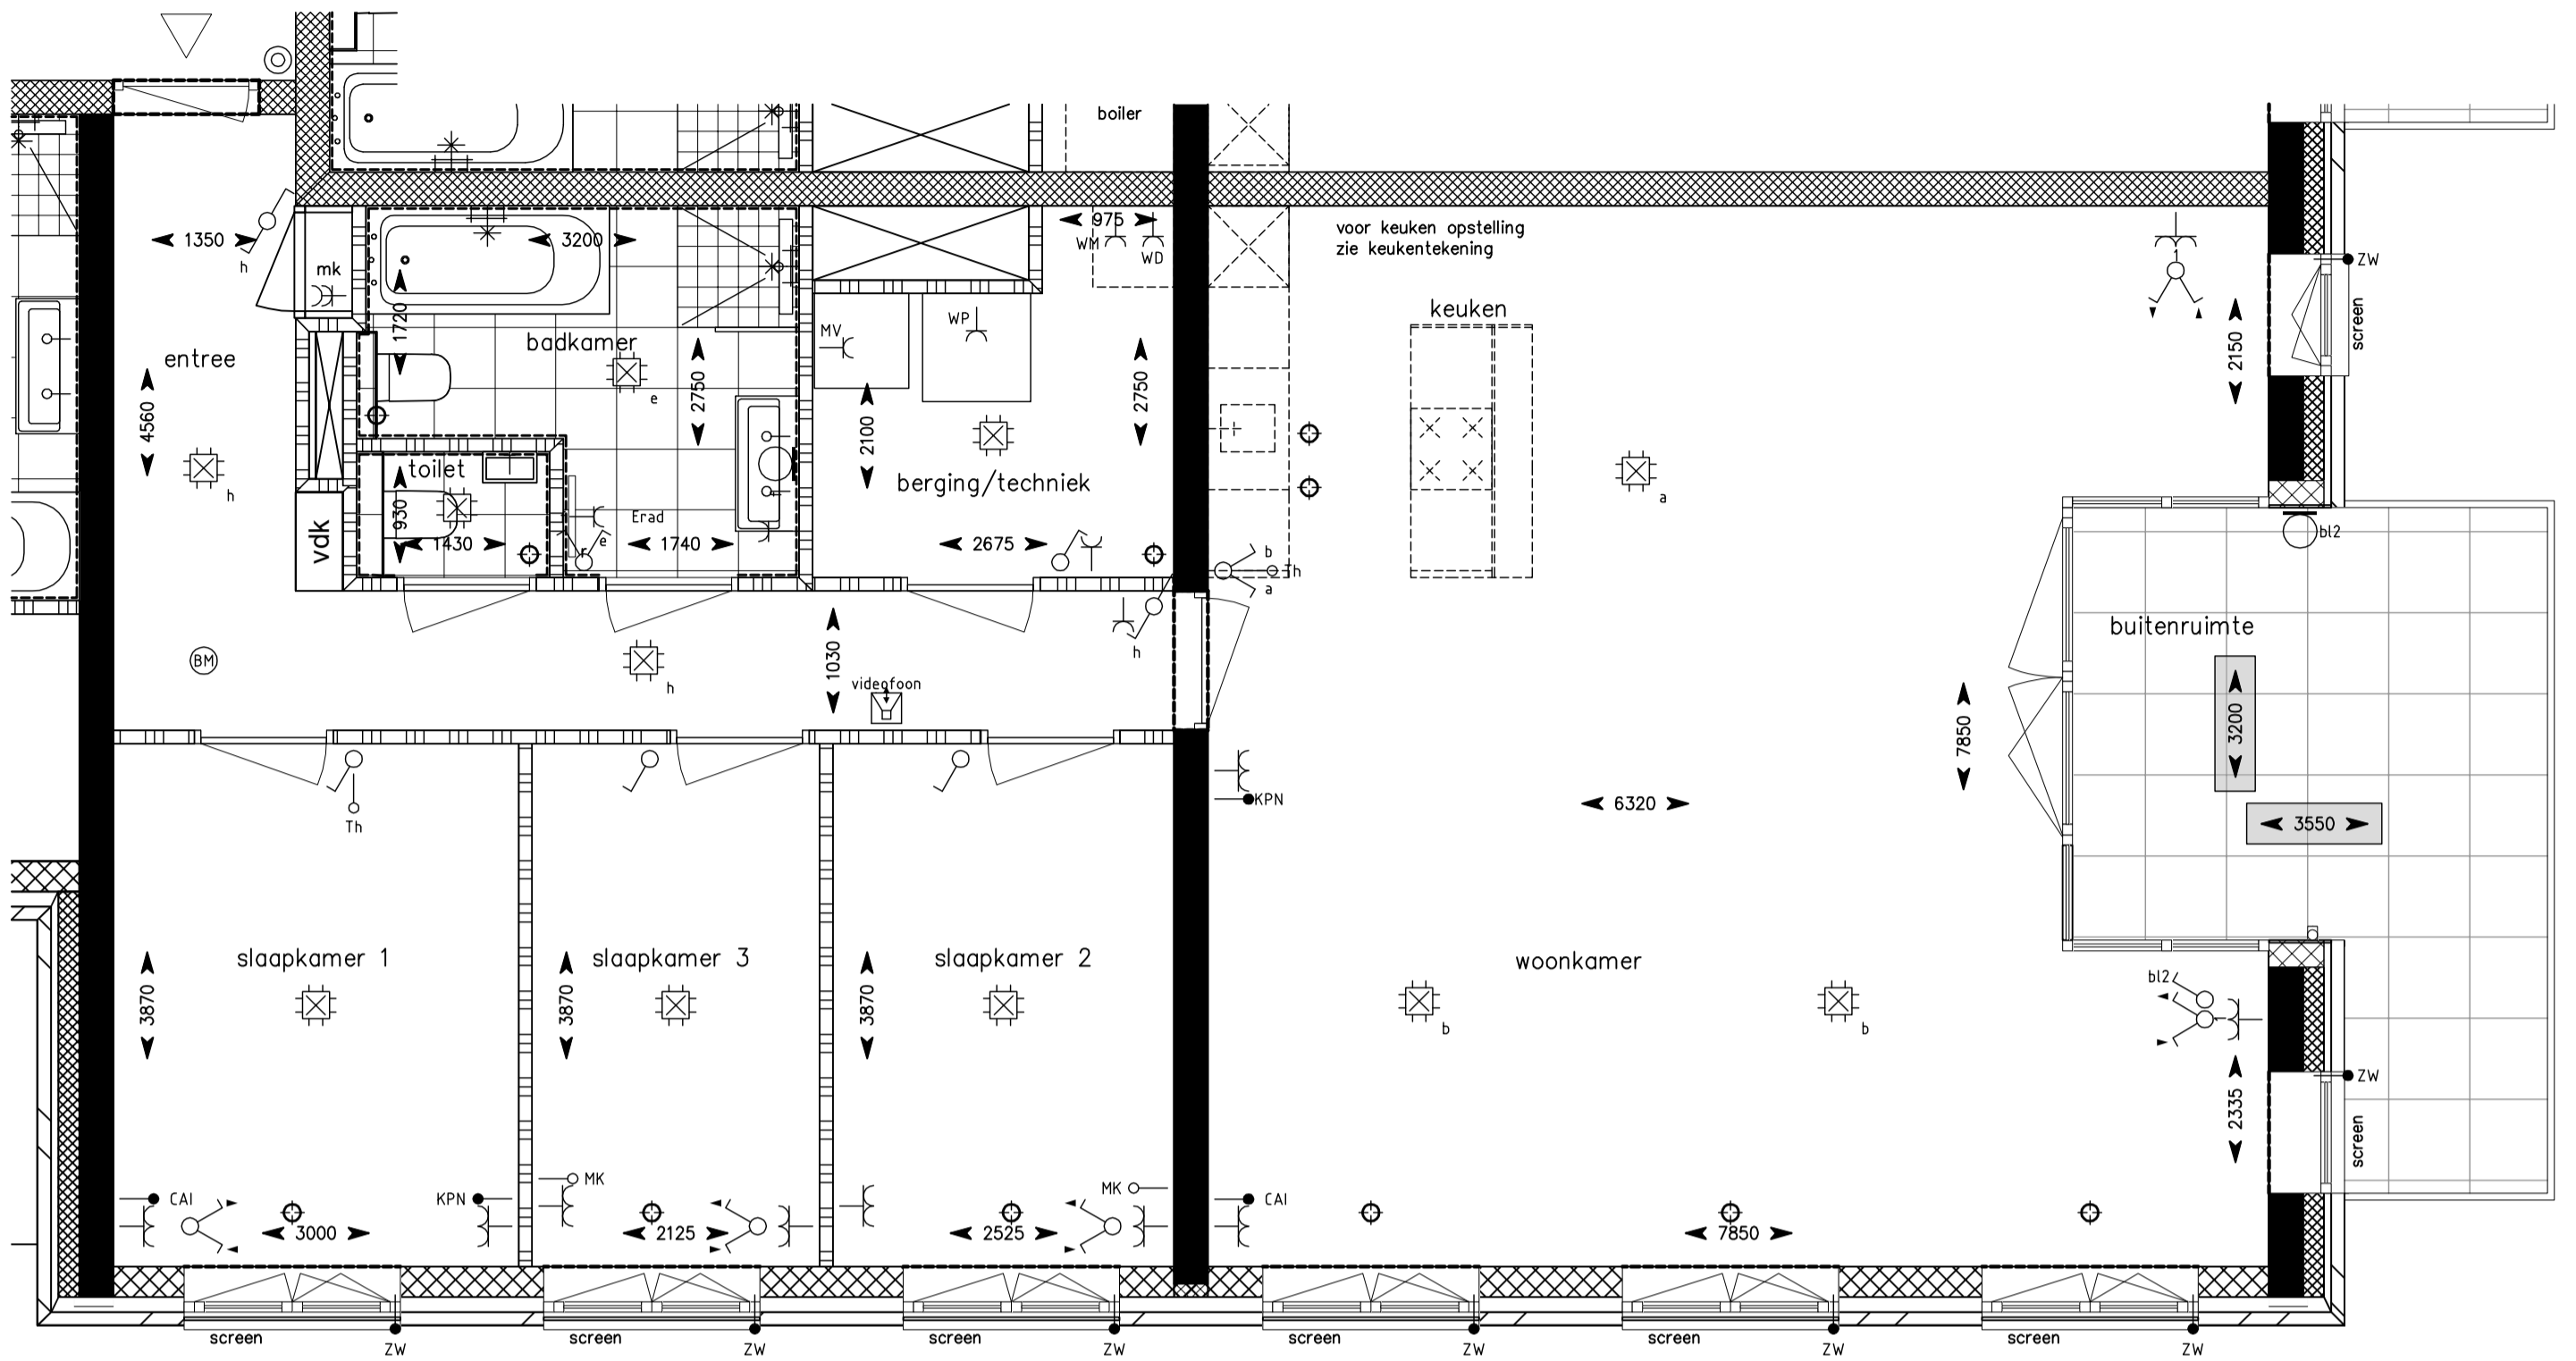 boiler
1350
h
mk
3200
1720
975
WM
WD
voor keuken opstelling
zie keukentekening
ZW
screen
2150
keuken
entree
4560
h
badkamer
e
2750
MV
WP
2100
2750
berging/techniek
a
toilet
930
1430
vdk
Erad
e
r
1740
2675
b
Th
a
bl2
BM
h
1030
videofoon
h
buitenruimte
3200
3550
7850
6320
KPN
Th
slaapkamer 1
slaapkamer 3
slaapkamer 2
woonkamer
3870
3870
3870
b
b
bl2
1
1
ZW
screen
2335
CAI
KPN
MK
MK
CAI
3000
2125
2525
7850
screen
ZW
screen
ZW
screen
ZW
screen
ZW
screen
ZW
screen
ZW